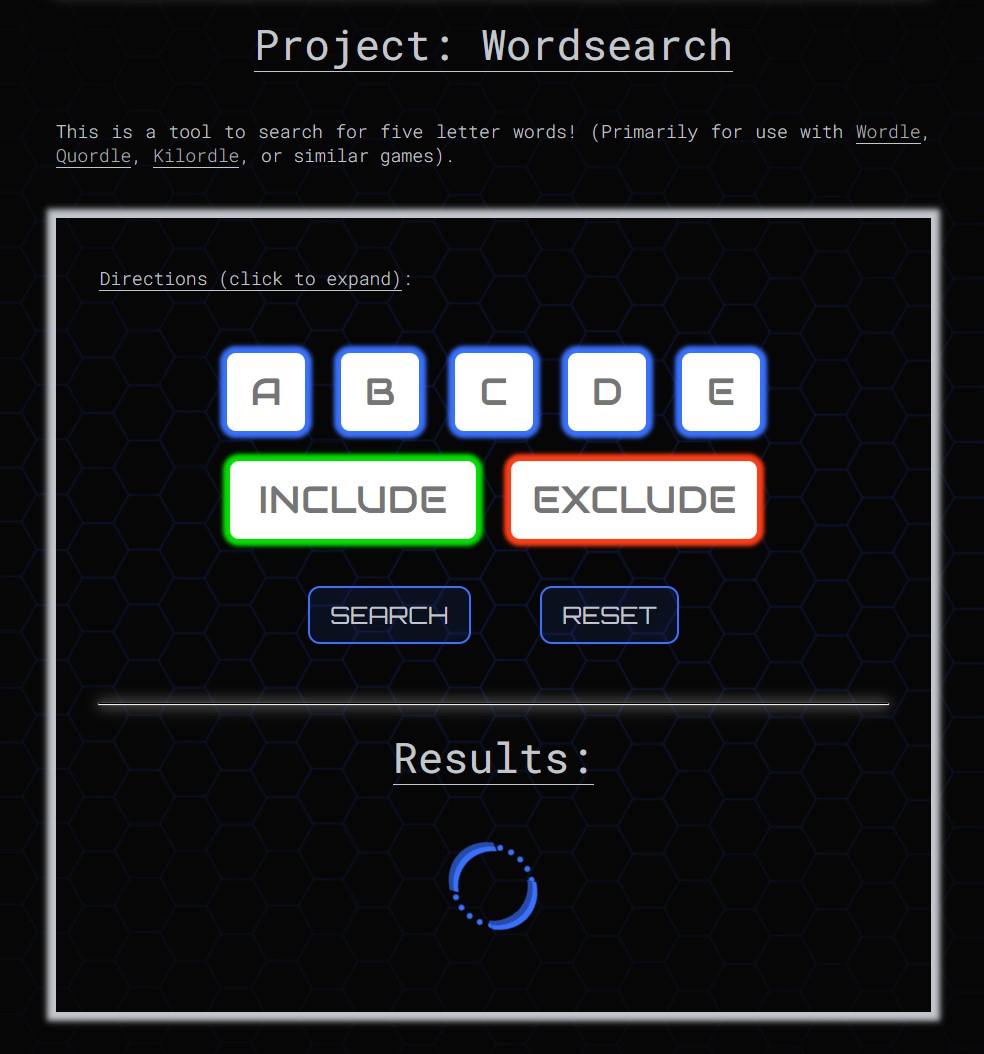 Project: Wordsearch
This is a tool to search for five letter words! (Primarily for use with Wordle,
Quordle, Kilordle, or similar games).
Directions (click to expand):
A B C D E
INCLUDE EXCLUDE
SEARCH RESET
Results: